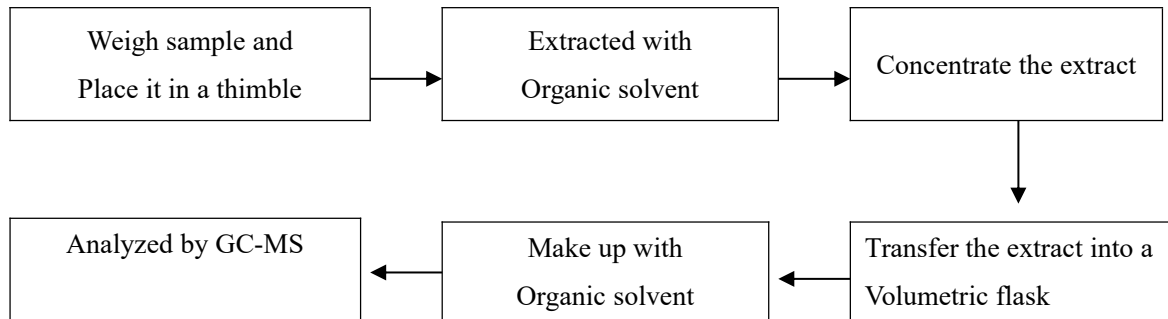 Weigh sample and
Place it in a thimble
Extracted with
Organic solvent
Concentrate the extract
Transfer the extract into a
Volumetric flask
Make up with
Organic solvent
Analyzed by GC-MS